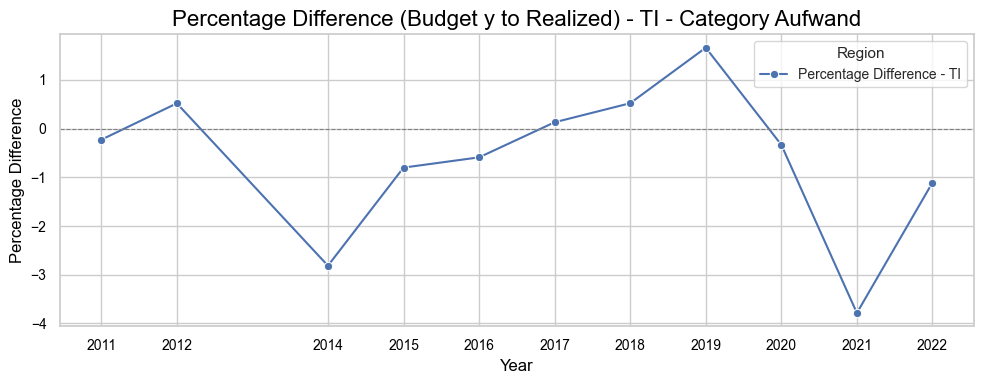 Percentage Difference (Budget y to Realized) - TI - Category Aufwand
Region
Percentage Difference - TI
Percentage Difference
1
0
−1
−2
−3
−4
2011 2012 2014 2015 2016 2017 2018 2019 2020 2021 2022
Year